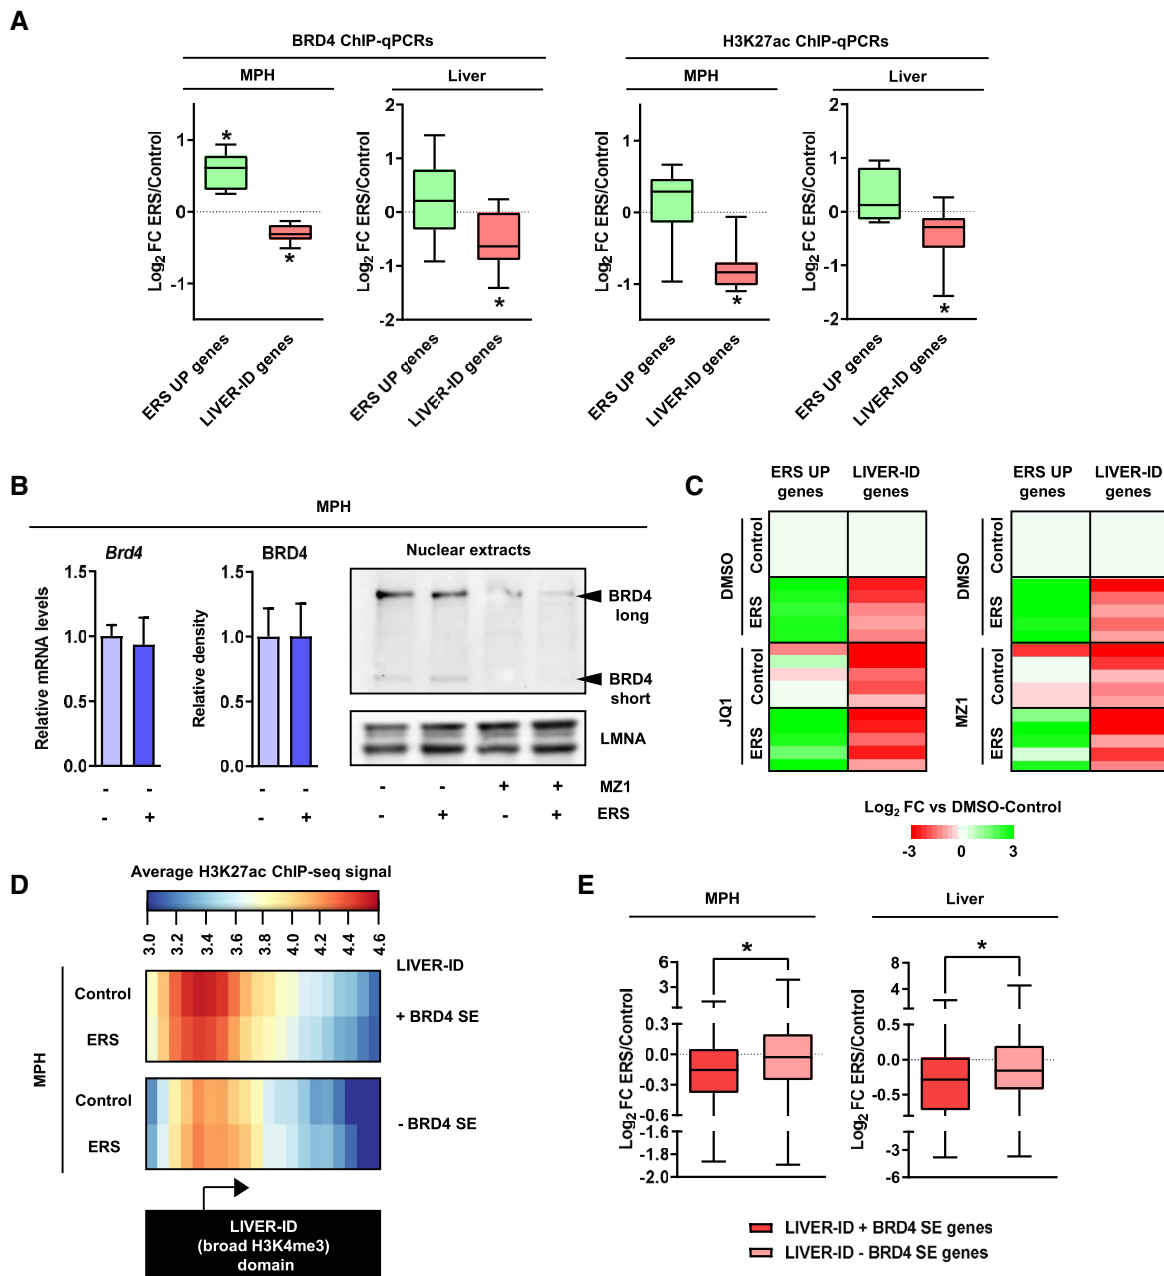 A
BRD4 ChIP-qPCRs
H3K27ac ChIP-qPCRs
MPH
Liver
MPH
Liver
Log2 FC ERS/Control
1
0
-1
ERS UP genes
LIVER-ID genes
*
*
Log2 FC ERS/Control
2
1
0
-1
-2
ERS UP genes
LIVER-ID genes
*
Log2 FC ERS/Control
1
0
-1
ERS UP genes
LIVER-ID genes
*
Log2 FC ERS/Control
2
1
0
-1
-2
ERS UP genes
LIVER-ID genes
*
B
MPH
Brd4
Relative mRNA levels
1.5
1.0
0.5
0.0
- -
- +
BRD4
Relative density
1.5
1.0
0.5
0.0
- -
- +
Nuclear extracts
BRD4
long
BRD4
short
LMNA
- - + + MZ1
- + - + ERS
C
ERS UP
genes
LIVER-ID
genes
DMSO
Control
ERS
JQ1
Control
ERS
ERS UP
genes
LIVER-ID
genes
DMSO
Control
ERS
MZ1
Control
ERS
Log2 FC vs DMSO-Control
-3 0 3
D
Average H3K27ac ChIP-seq signal
3.0 3.2 3.4 3.6 3.8 4.0 4.2 4.4 4.6
MPH
Control
ERS
LIVER-ID
+ BRD4 SE
Control
ERS
- BRD4 SE
LIVER-ID
(broad H3K4me3)
domain
E
MPH
Log2 FC ERS/Control
6
3
0.3
0.0
-0.3
-0.6
-1.6
-1.8
-2.0
*
Liver
Log2 FC ERS/Control
8
4
0.5
0.0
-0.5
-3
-6
*
LIVER-ID + BRD4 SE genes
LIVER-ID - BRD4 SE genes